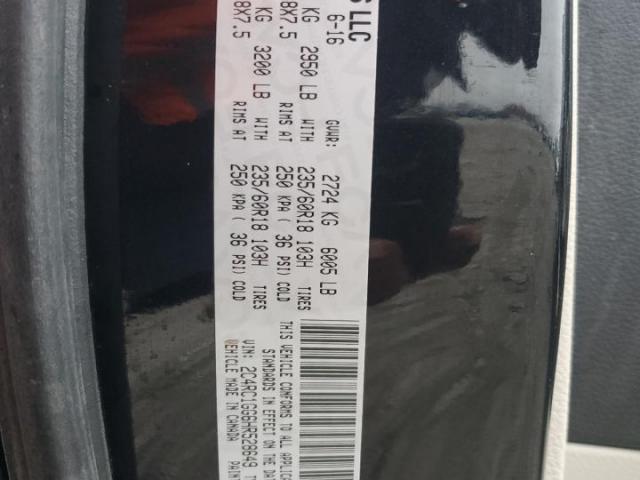 S LLC
6-16 GVWR: 2724 KG 6005 LB
KG 2950 LB WITH 235/60R18 103H TIRES
8X7.5 RIMS AT 250 KPA ( 36 PSI) COLD
KG 3200 LB WITH 235/60R18 103H TIRES
8X7.5 RIMS AT 250 KPA ( 36 PSI) COLD
THIS VEHICLE CONFORMS TO ALL APPLICA
STANDARDS IN EFFECT ON THE DATE
VIN: 2C4RC1GG6HR528649
VEHICLE MADE IN CANADA PAIN